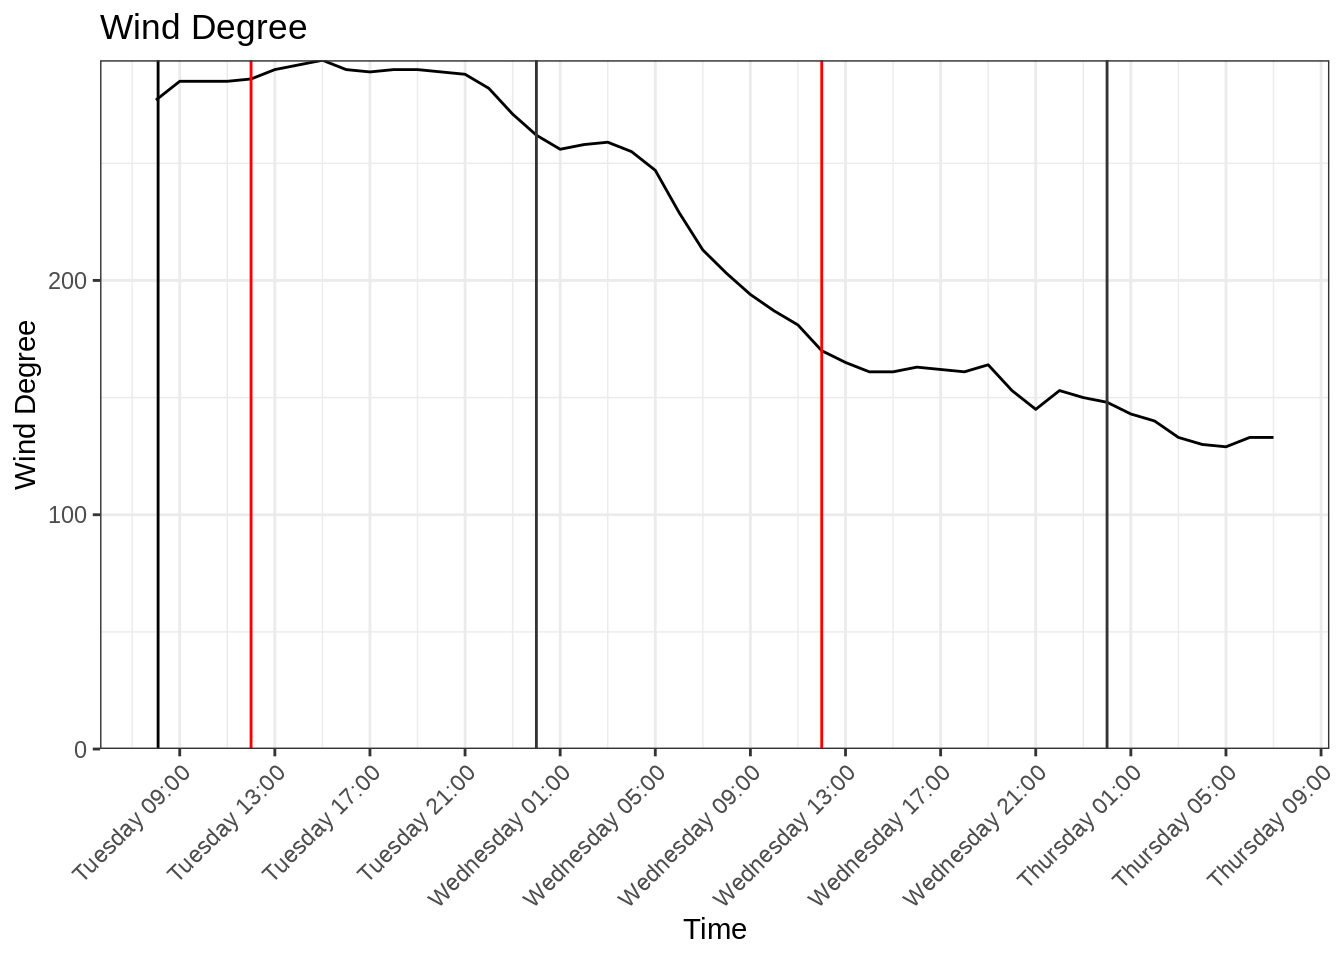 Wind Degree
Wind Degree
200
100
0
Tuesday 09:00
Tuesday 13:00
Tuesday 17:00
Tuesday 21:00
Wednesday 01:00
Wednesday 05:00
Wednesday 09:00
Wednesday 13:00
Wednesday 17:00
Wednesday 21:00
Thursday 01:00
Thursday 05:00
Thursday 09:00
Time